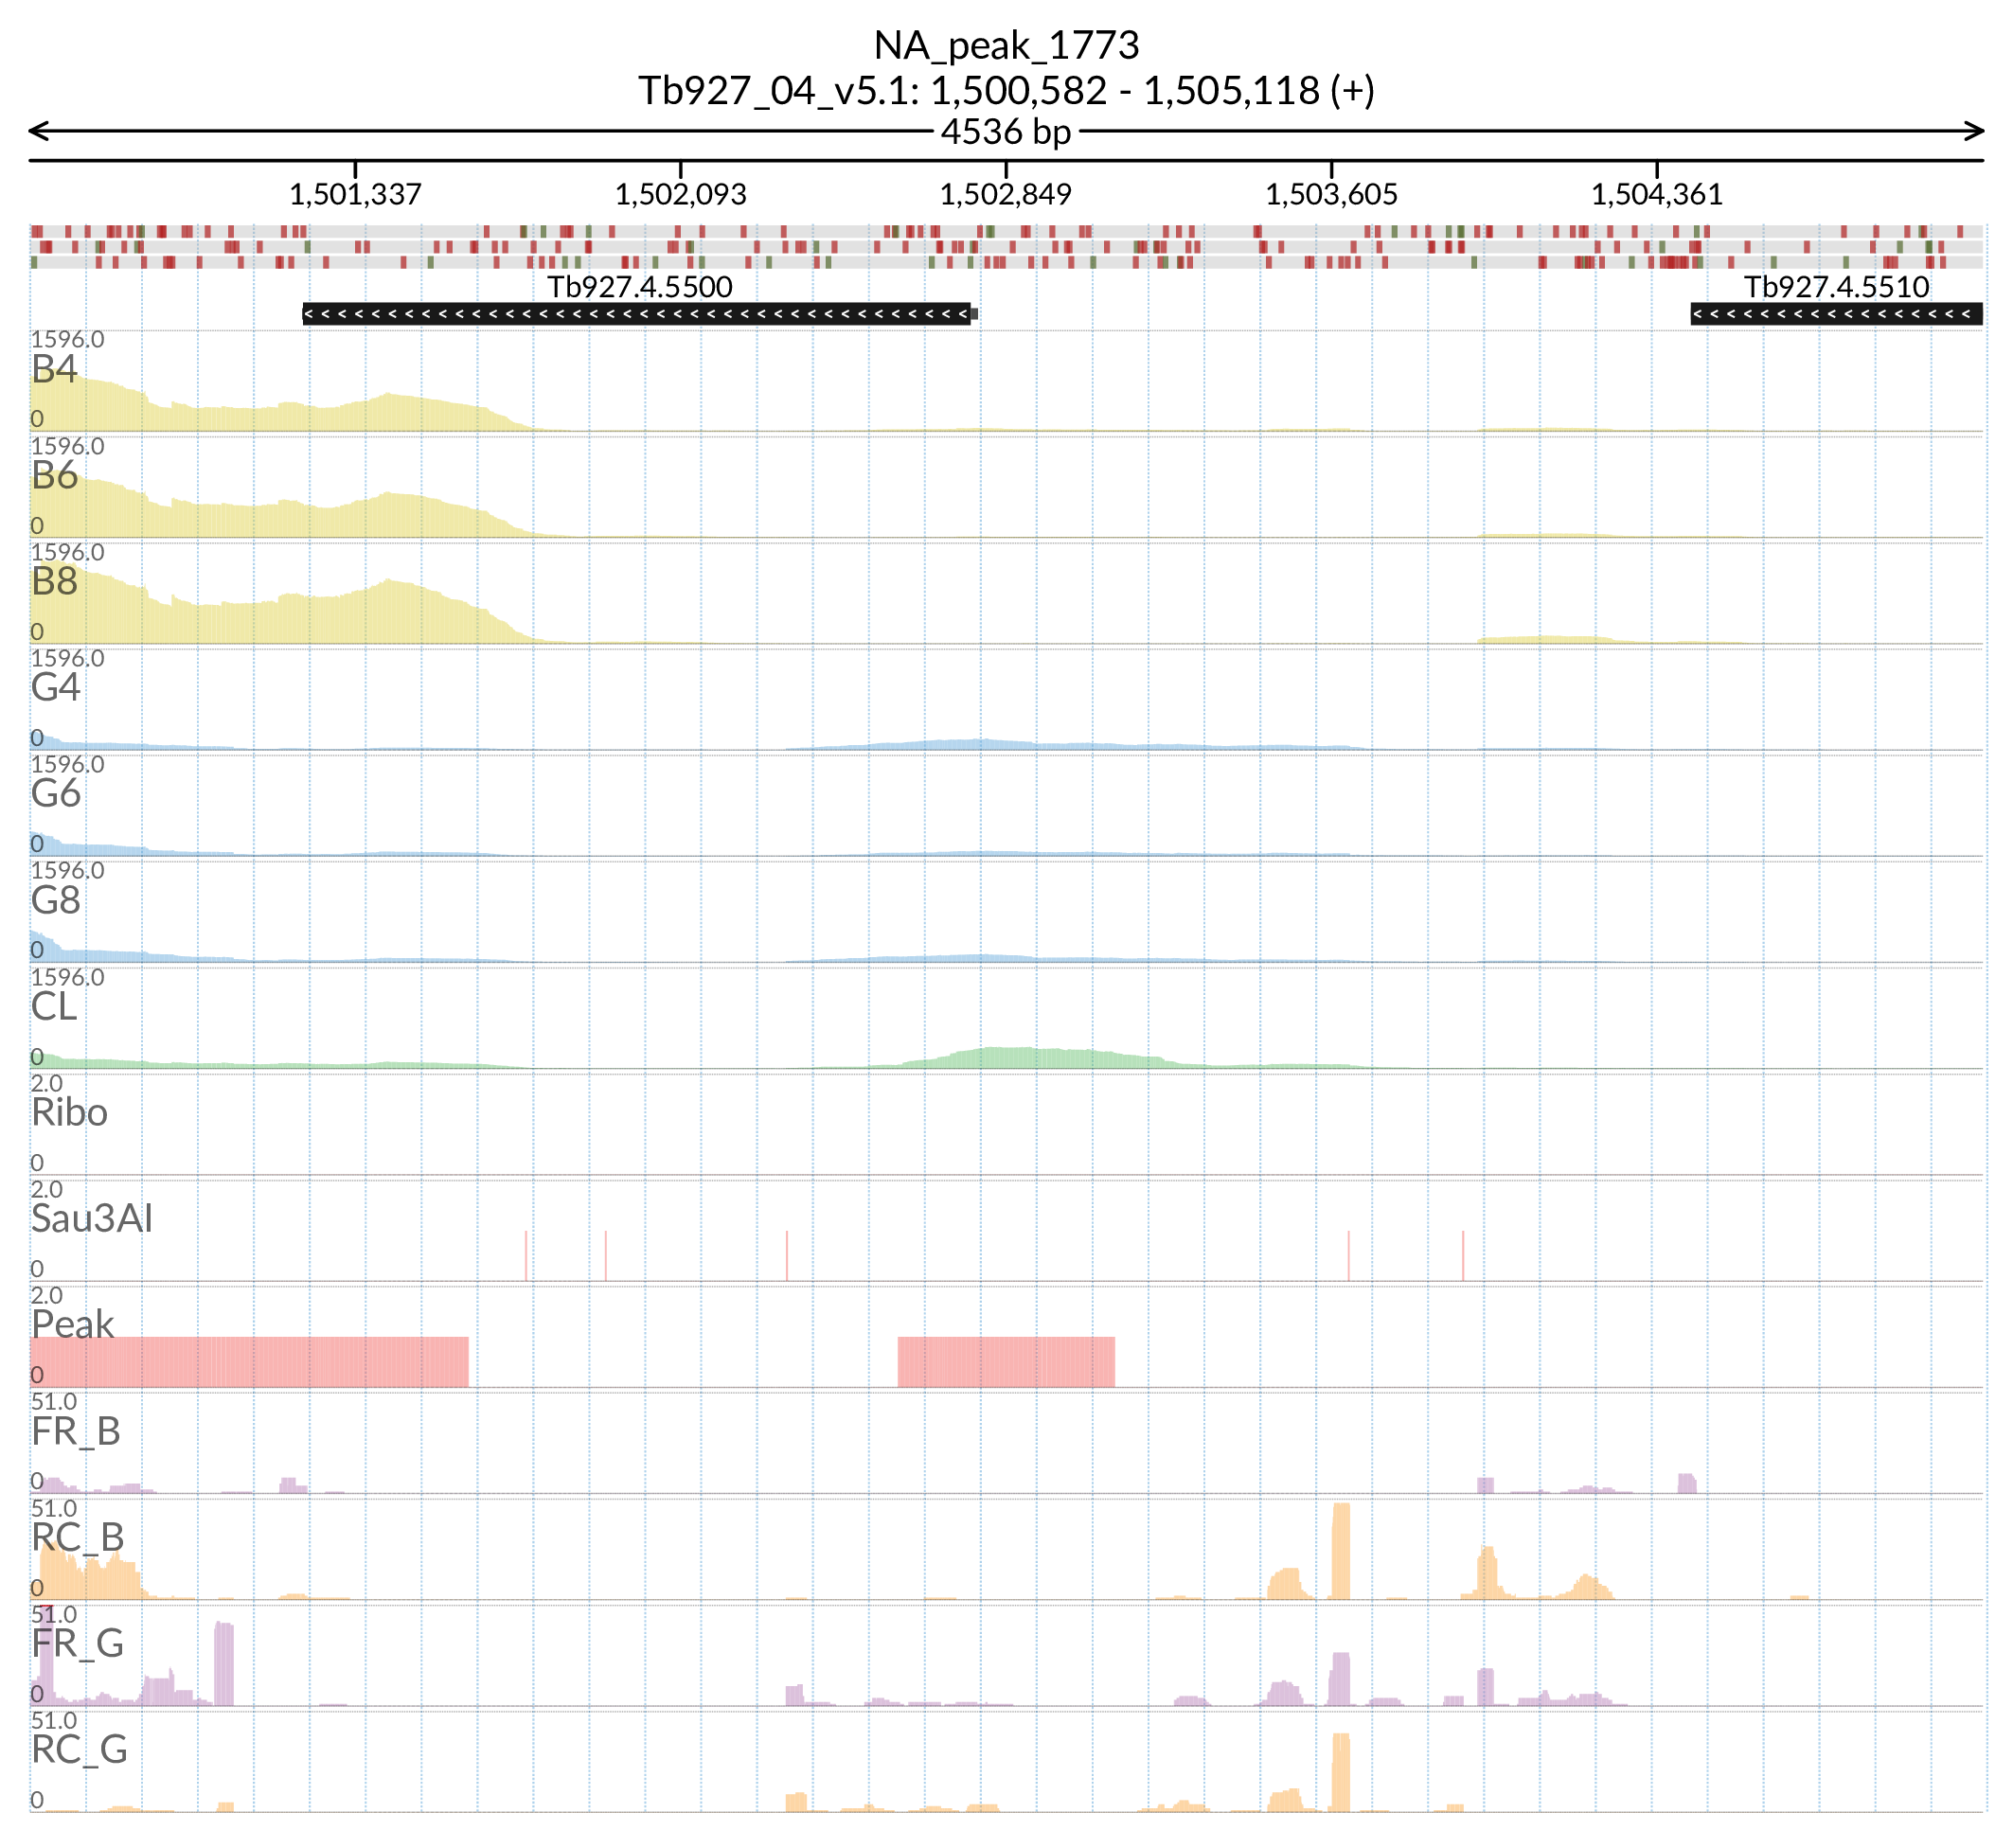 NA_peak_1773
Tb927_04_v5.1: 1,500,582 - 1,505,118 (+)
4536 bp
1,501,337 1,502,093 1,502,849 1,503,605 1,504,361
Tb927.4.5500 Tb927.4.5510
1596.0
B4
0
1596.0
B6
0
1596.0
B8
0
1596.0
G4
0
1596.0
G6
0
1596.0
G8
0
1596.0
CL
0
2.0
Ribo
0
2.0
Sau3AI
0
2.0
Peak
0
51.0
FR_B
0
51.0
RC_B
0
51.0
FR_G
0
51.0
RC_G
0